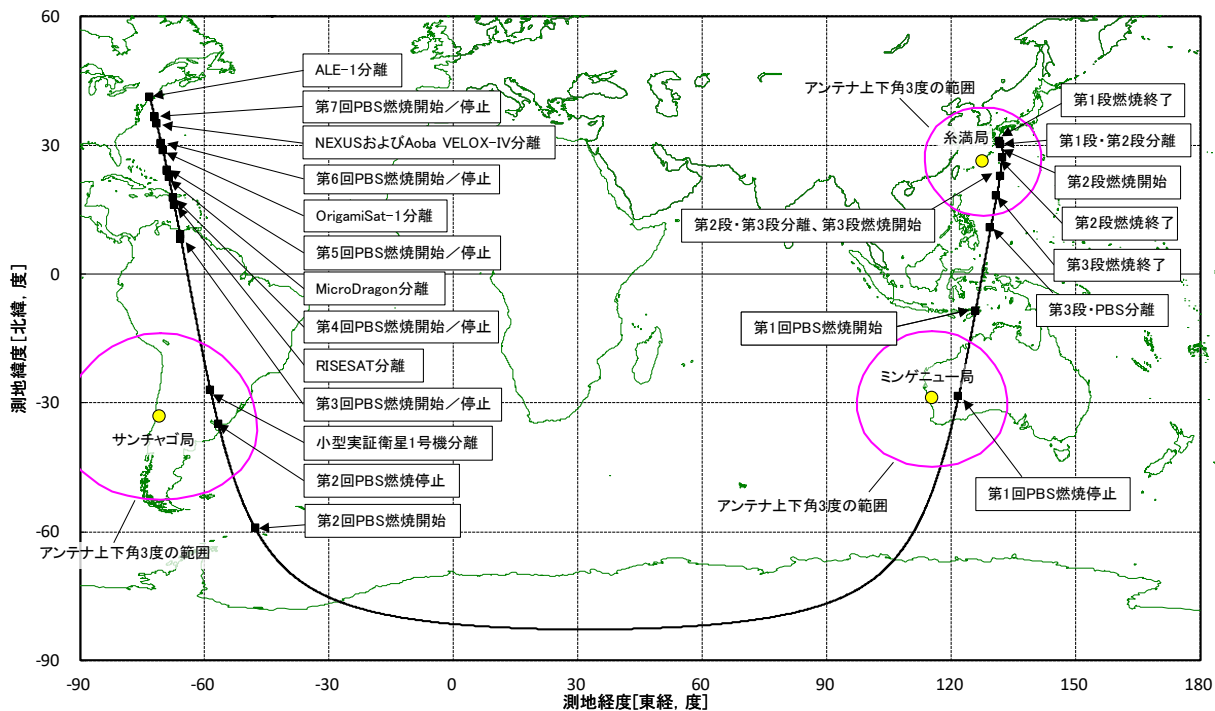 60
30
0
-30
-60
-90
-90
-60
-30
0
30
60
90
120
150
180
測地緯度[北緯, 度]
測地経度[東経, 度]
ALE-1分離
第7回PBS燃焼開始／停止
NEXUSおよびAoba VELOX-IV分離
第6回PBS燃焼開始／停止
OrigamiSat-1分離
第5回PBS燃焼開始／停止
MicroDragon分離
第4回PBS燃焼開始／停止
RISESAT分離
第3回PBS燃焼開始／停止
小型実証衛星1号機分離
第2回PBS燃焼停止
第2回PBS燃焼開始
サンチャゴ局
アンテナ上下角3度の範囲
アンテナ上下角3度の範囲
糸満局
第1段燃焼終了
第1段・第2段分離
第2段燃焼開始
第2段燃焼終了
第2段・第3段分離、第3段燃焼開始
第3段燃焼終了
第3段・PBS分離
第1回PBS燃焼開始
ミンゲニュー局
第1回PBS燃焼停止
アンテナ上下角3度の範囲